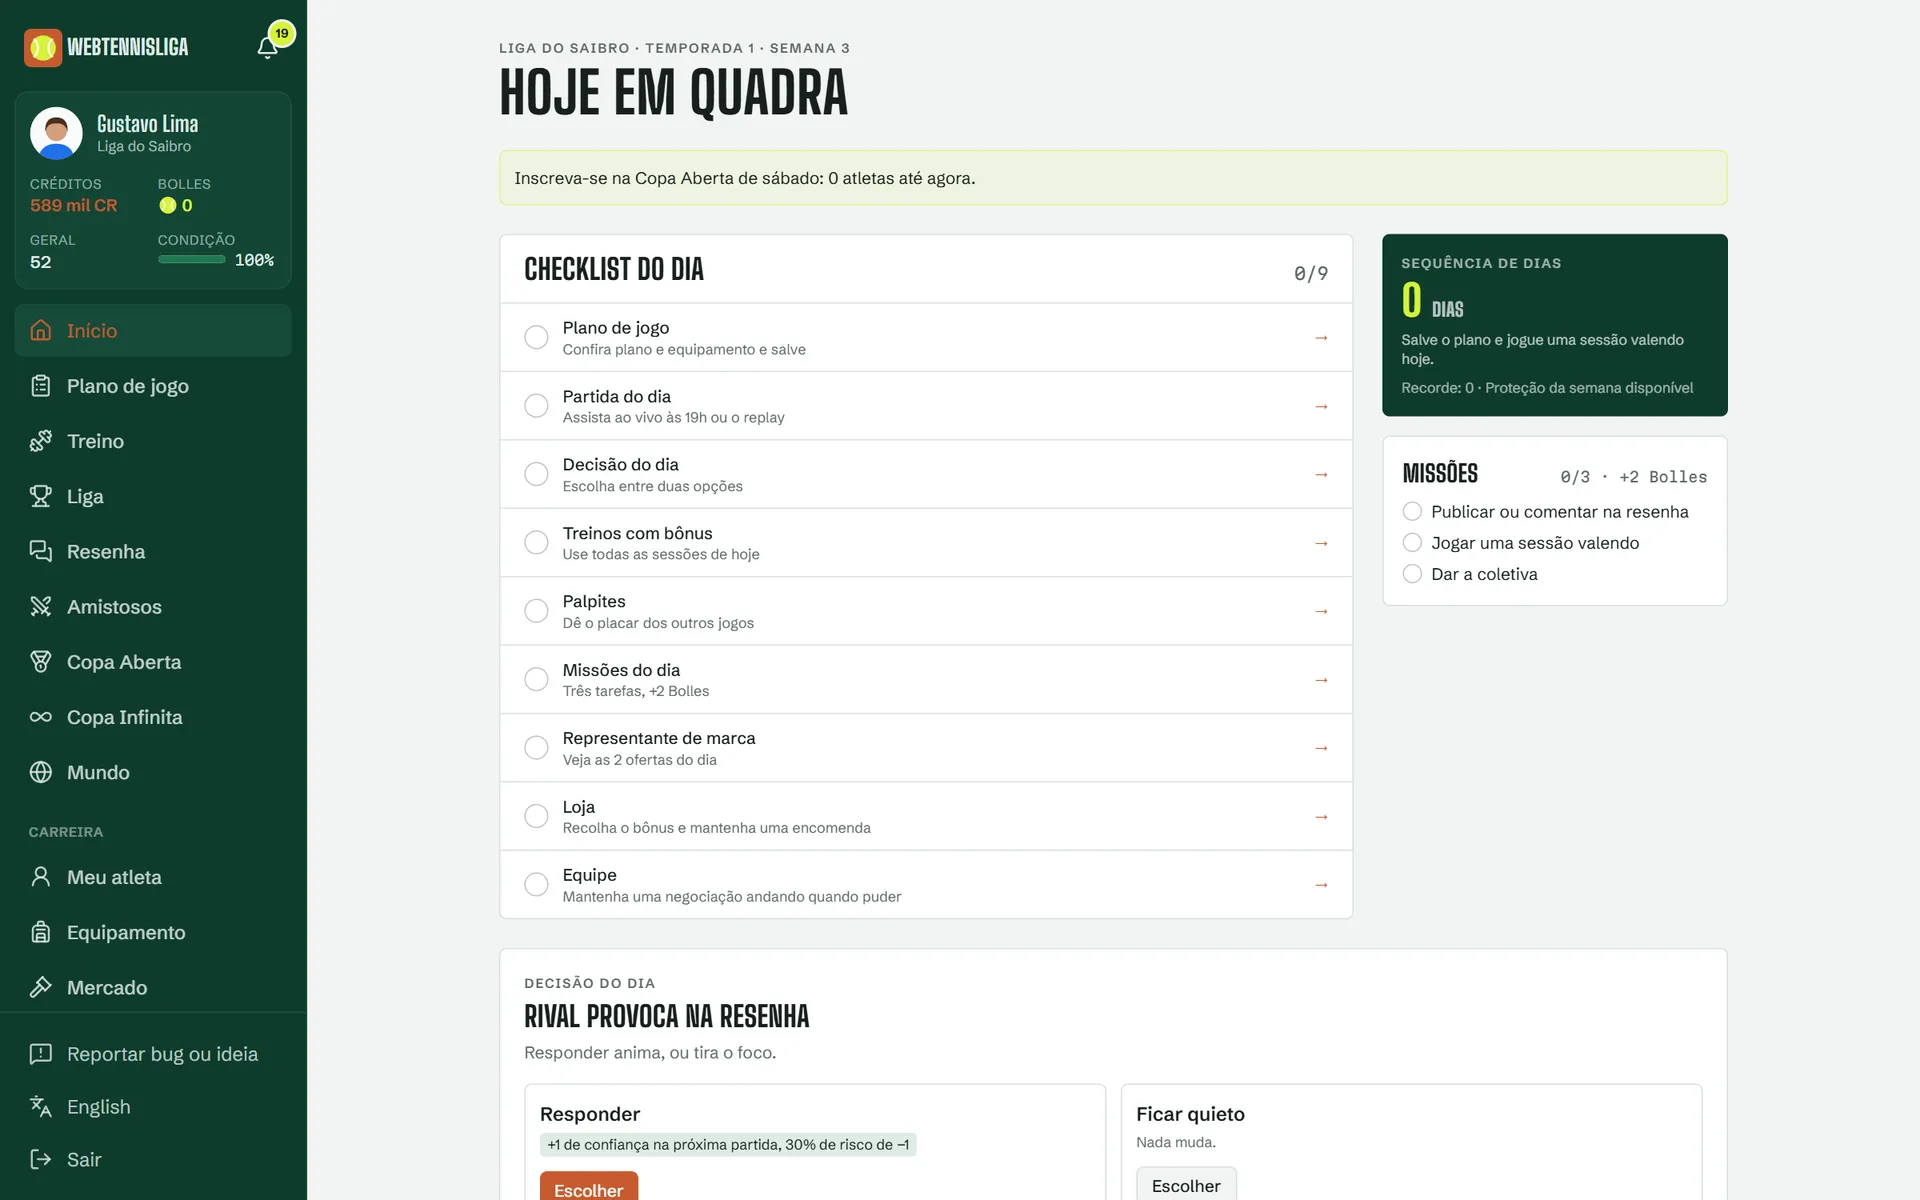 WEBTENNISLIGA
19
Gustavo Lima
Liga do Saibro
CRÉDITOS
589 mil CR
BOLLES
0
GERAL
52
CONDIÇÃO
100%
Início
Plano de jogo
Treino
Liga
Resenha
Amistosos
Copa Aberta
Copa Infinita
Mundo
CARREIRA
Meu atleta
Equipamento
Mercado
Reportar bug ou ideia
English
Sair
LIGA DO SAIBRO · TEMPORADA 1 · SEMANA 3
HOJE EM QUADRA
Inscreva-se na Copa Aberta de sábado: 0 atletas até agora.
CHECKLIST DO DIA
0/9
Plano de jogo
Confira plano e equipamento e salve
→
Partida do dia
Assista ao vivo às 19h ou o replay
→
Decisão do dia
Escolha entre duas opções
→
Treinos com bônus
Use todas as sessões de hoje
→
Palpites
Dê o placar dos outros jogos
→
Missões do dia
Três tarefas, +2 Bolles
→
Representante de marca
Veja as 2 ofertas do dia
→
Loja
Recolha o bônus e mantenha uma encomenda
→
Equipe
Mantenha uma negociação andando quando puder
→
SEQUÊNCIA DE DIAS
0 DIAS
Salve o plano e jogue uma sessão valendo
hoje.
Recorde: 0 · Proteção da semana disponível
MISSÕES
0/3 · +2 Bolles
Publicar ou comentar na resenha
Jogar uma sessão valendo
Dar a coletiva
DECISÃO DO DIA
RIVAL PROVOCA NA RESENHA
Responder anima, ou tira o foco.
Responder
+1 de confiança na próxima partida, 30% de risco de −1
Escolher
Ficar quieto
Nada muda.
Escolher